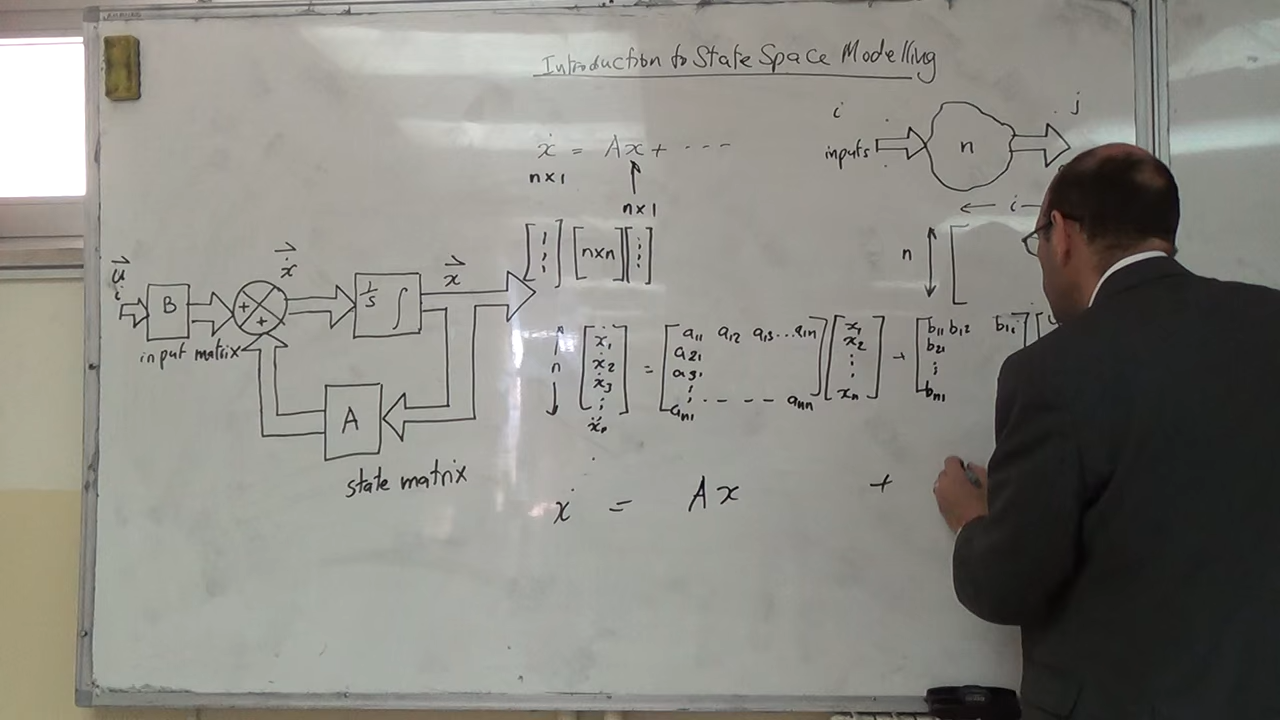 Introduction to State Space Modelling
i
j
inputs
n
ẋ = Ax + ---
n×1
n×1
[⋮] [n×n] [⋮]
n
← i
u⃗
i
B
input matrix
+
+
ẋ⃗
1/s ∫
x⃗
A
state matrix
n
[ẋ1 ẋ2 ẋ3 ⋮ ẋn] = [a11 a12 a13 ... a1n
a21
a31
⋮
an1 - - - - ann] [x1 x2 ⋮ xn] + [b11 b12 b1i
b21
⋮
bn1]
ẋ = Ax +